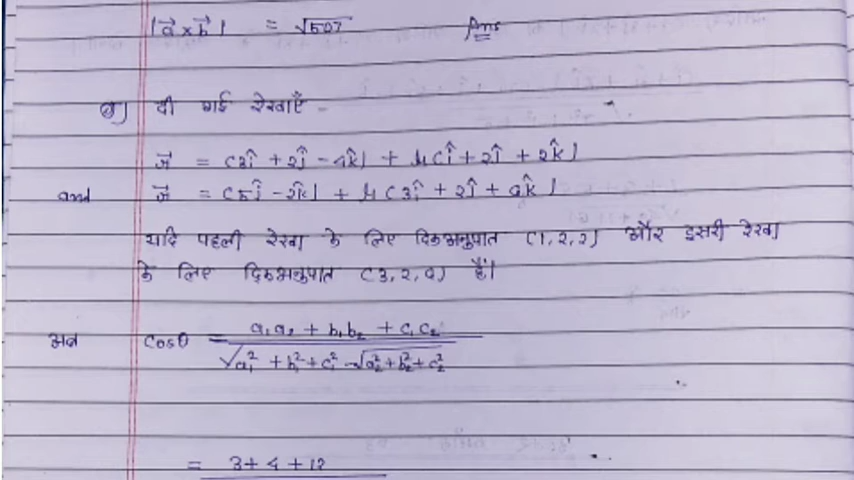 |a⃗ × b⃗| = √507 Ans
(ब) दी गई रेखाएँ -
r⃗ = (3î + 2ĵ - 4k̂) + μ(î + 2ĵ + 2k̂)
and r⃗ = (5ĵ - 2k̂) + μ(3î + 2ĵ + 6k̂)
यदि पहली रेखा के लिए दिक्अनुपात (1, 2, 2) और दूसरी रेखा
के लिए दिक्अनुपात (3, 2, 6) हैं।
अब cosθ = a₁a₂ + b₁b₂ + c₁c₂
√a₁² + b₁² + c₁² - √a₂² + b₂² + c₂²
= 3 + 4 + 12